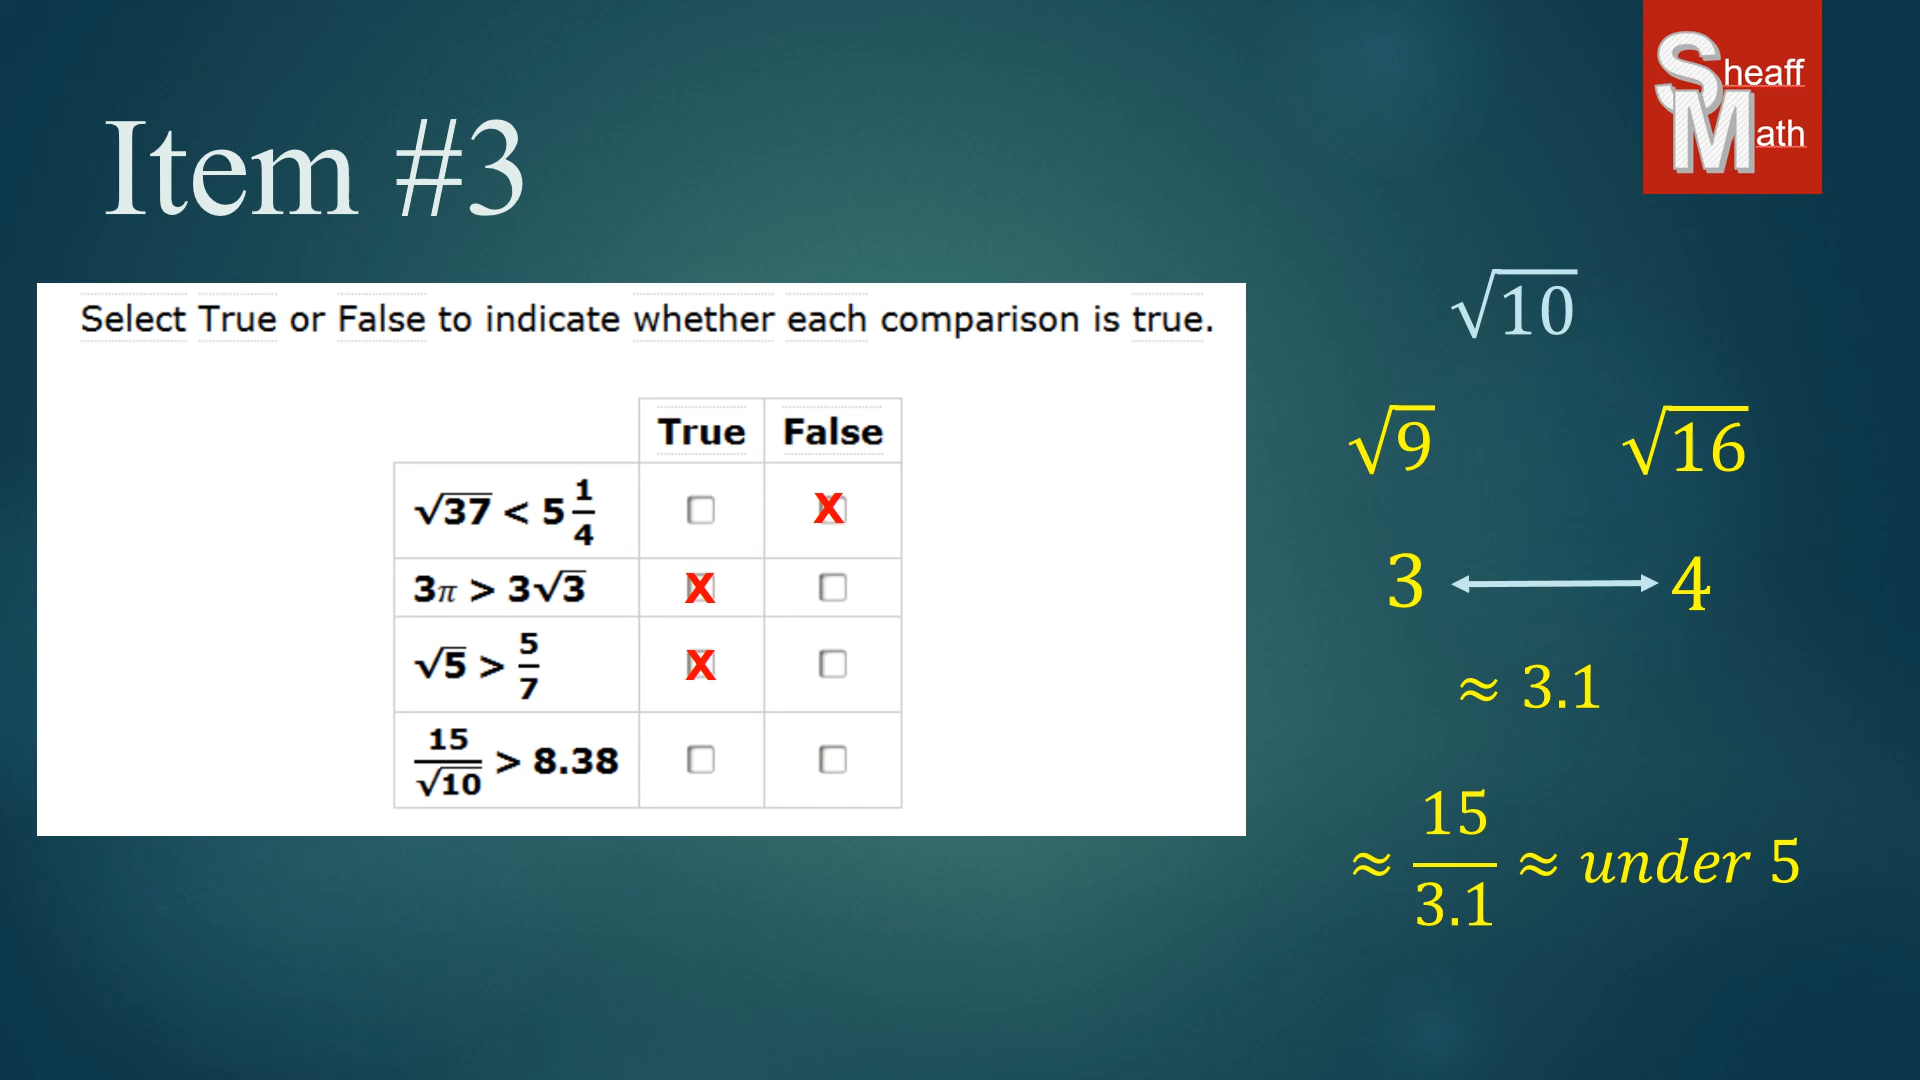 Sheaff
Math
Item #3
Select True or False to indicate whether each comparison is true.
True False
√37 < 5 1/4 X
3π > 3√3 X
√5 > 5/7 X
15/√10 > 8.38
√10
√9 √16
3 4
≈ 3.1
≈ 15/3.1 ≈ under 5